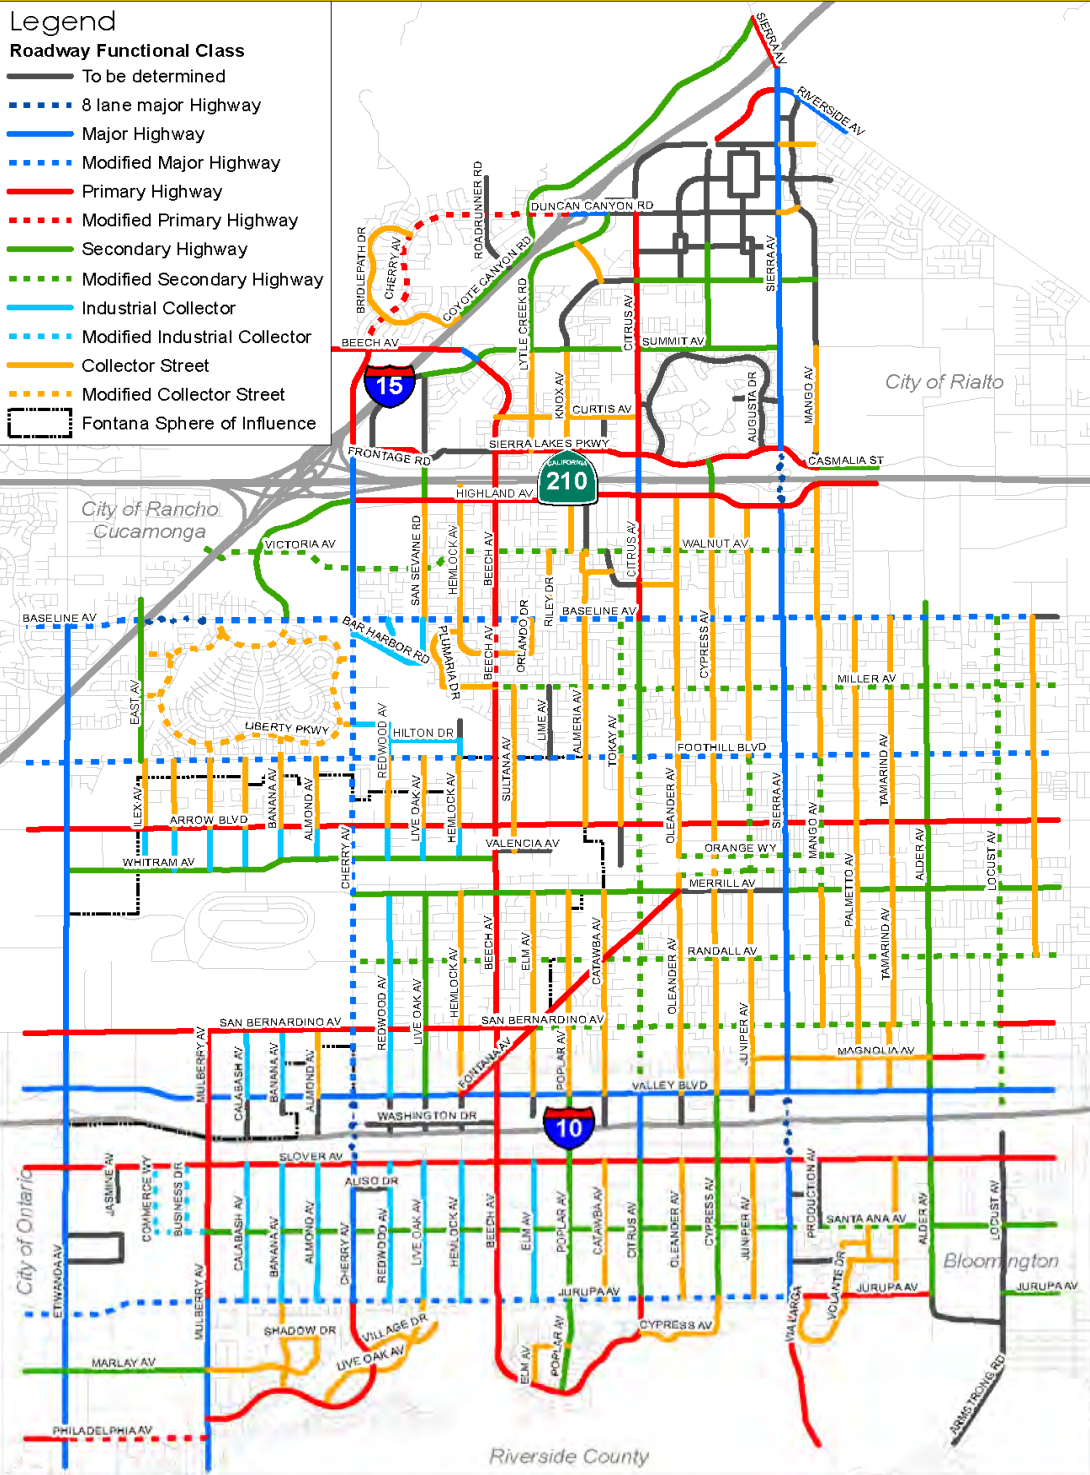 Legend
Roadway Functional Class
To be determined
8 lane major Highway
Major Highway
Modified Major Highway
Primary Highway
Modified Primary Highway
Secondary Highway
Modified Secondary Highway
Industrial Collector
Modified Industrial Collector
Collector Street
Modified Collector Street
Fontana Sphere of Influence
SIERRA AV
RIVERSIDE AV
ROADRUNNER RD
DUNCAN CANYON RD
BRIDLEPATH DR
CHERRY AV
COYOTE CANYON RD
SIERRA AV
LYTLE CREEK RD
CITRUS AV
BEECH AV
SUMMIT AV
15
KNOX AV
CURTIS AV
AUGUSTA DR
MANGO AV
City of Rialto
SIERRA LAKES PKWY
FRONTAGE RD
CASMALIA ST
CALIFORNIA
210
HIGHLAND AV
City of Rancho
Cucamonga
VICTORIA AV
SAN SEVAINE RD
HEMLOCK AV
BEECH AV
CITRUS AV
WALNUT AV
RILEY DR
BASELINE AV
BASELINE AV
BAR HARBOR RD
PLUMARIA DR
BEECH AV
ORLANDO DR
CYPRESS AV
MILLER AV
EAST AV
LIBERTY PKWY
REDWOOD AV
HILTON DR
LIME AV
ALMERIA AV
TOKAY AV
FOOTHILL BLVD
SULTANA AV
TAMARIND AV
ILEX AV
BANANA AV
ALMOND AV
LIVE OAK AV
HEMLOCK AV
OLEANDER AV
SIERRA AV
MANGO AV
ARROW BLVD
VALENCIA AV
ORANGE WY
WHITRAM AV
CHERRY AV
ALDER AV
LOCUST AV
MERRILL AV
PALMETTO AV
TAMARIND AV
BEECH AV
ELM AV
CATAWBA AV
RANDALL AV
OLEANDER AV
HEMLOCK AV
REDWOOD AV
LIVE OAK AV
SAN BERNARDINO AV
SAN BERNARDINO AV
JUNIPER AV
MAGNOLIA AV
MULBERRY AV
CALABASH AV
BANANA AV
ALMOND AV
FONTANA AV
POPLAR AV
VALLEY BLVD
WASHINGTON DR
10
SLOVER AV
City of Ontario
JASMINE AV
COMMERCE WY
BUSINESS DR
ALISO DR
PRODUCTION AV
CALABASH AV
BANANA AV
ALMOND AV
CHERRY AV
REDWOOD AV
LIVE OAK AV
HEMLOCK AV
BEECH AV
ELM AV
POPLAR AV
CATAWBA AV
CITRUS AV
OLEANDER AV
CYPRESS AV
JUNIPER AV
SANTA ANA AV
ALDER AV
LOCUST AV
Bloomington
ETIWANDA AV
MULBERRY AV
JURUPA AV
VOLANTE DR
JURUPA AV
JURUPA AV
VIA LARGA
SHADOW DR
VILLAGE DR
CYPRESS AV
LIVE OAK AV
MARLAY AV
ELM AV
POPLAR AV
ARMSTRONG RD
PHILADELPHIA AV
Riverside County